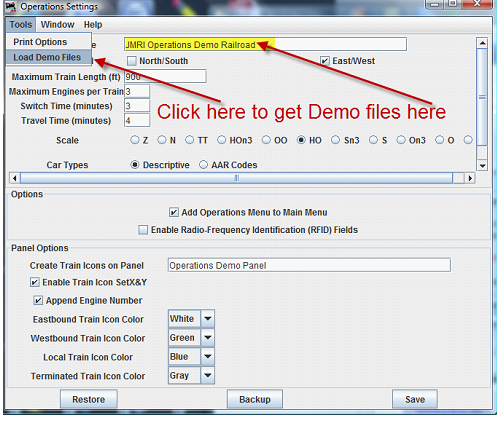 Operations Settings
Tools Window Help
Print Options
Load Demo Files
JMRI Operations Demo Railroad
North/South East/West
Maximum Train Length (ft) 900
Maximum Engines per Train 3
Switch Time (minutes) 3
Travel Time (minutes) 4
Click here to get Demo files here
Scale Z N TT HOn3 OO HO Sn3 S On3 O
Car Types Descriptive AAR Codes
Options
Add Operations Menu to Main Menu
Enable Radio-Frequency Identification (RFID) Fields
Panel Options
Create Train Icons on Panel Operations Demo Panel
Enable Train Icon SetX&Y
Append Engine Number
Eastbound Train Icon Color White
Westbound Train Icon Color Green
Local Train Icon Color Blue
Terminated Train Icon Color Gray
Restore Backup Save